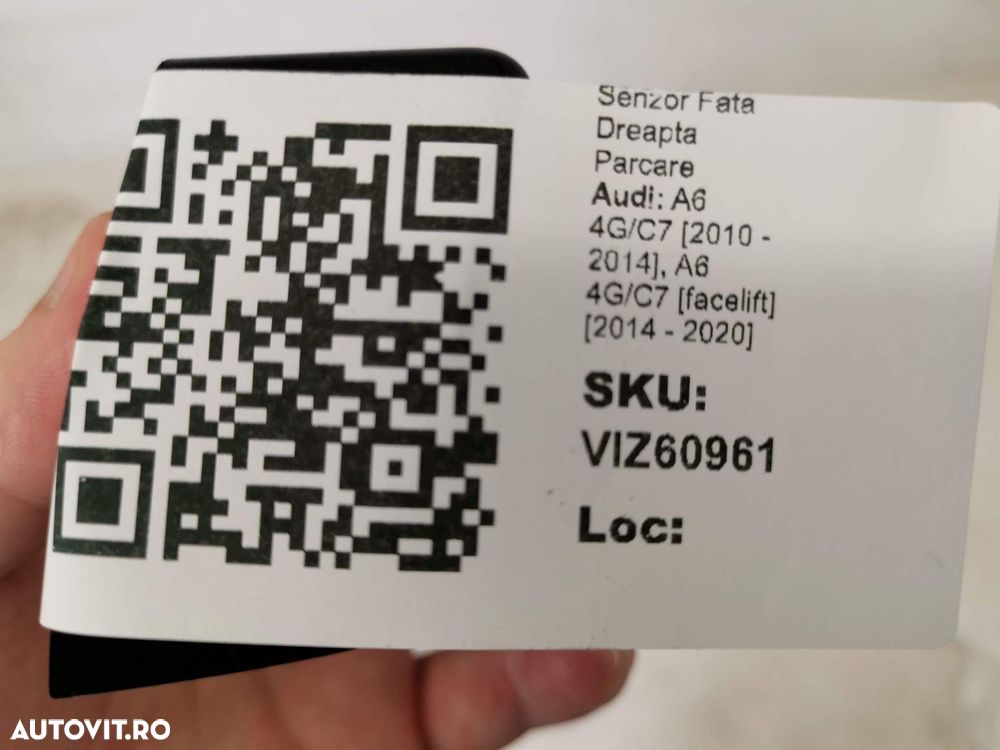 Senzor Fata
Dreapta
Parcare
Audi: A6
4G/C7 [2010 -
2014], A6
4G/C7 [facelift]
[2014 - 2020]
SKU:
VIZ60961
Loc:
AUTOVIT.RO